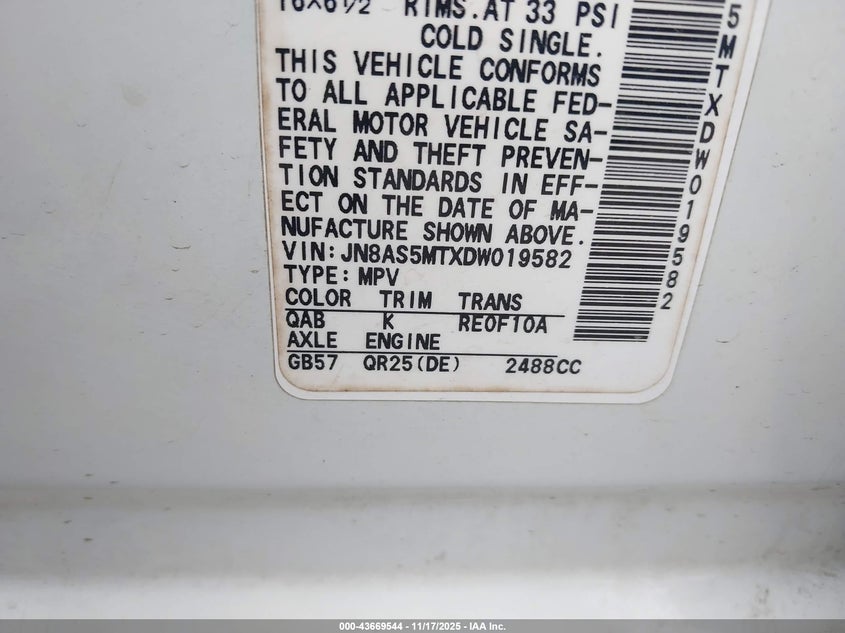 16X6 1/2 RIMS.AT 33 PSI
COLD SINGLE.
THIS VEHICLE CONFORMS
TO ALL APPLICABLE FED-
ERAL MOTOR VEHICLE SA-
FETY AND THEFT PREVEN-
TION STANDARDS IN EFF-
ECT ON THE DATE OF MA-
NUFACTURE SHOWN ABOVE.
VIN:JN8AS5MTXDW019582
TYPE:MPV
COLOR TRIM TRANS
QAB K RE0F10A
AXLE ENGINE
GB57 QR25(DE) 2488CC
5MTXDW019582
000-43669544 - 11/17/2025 - IAA Inc.